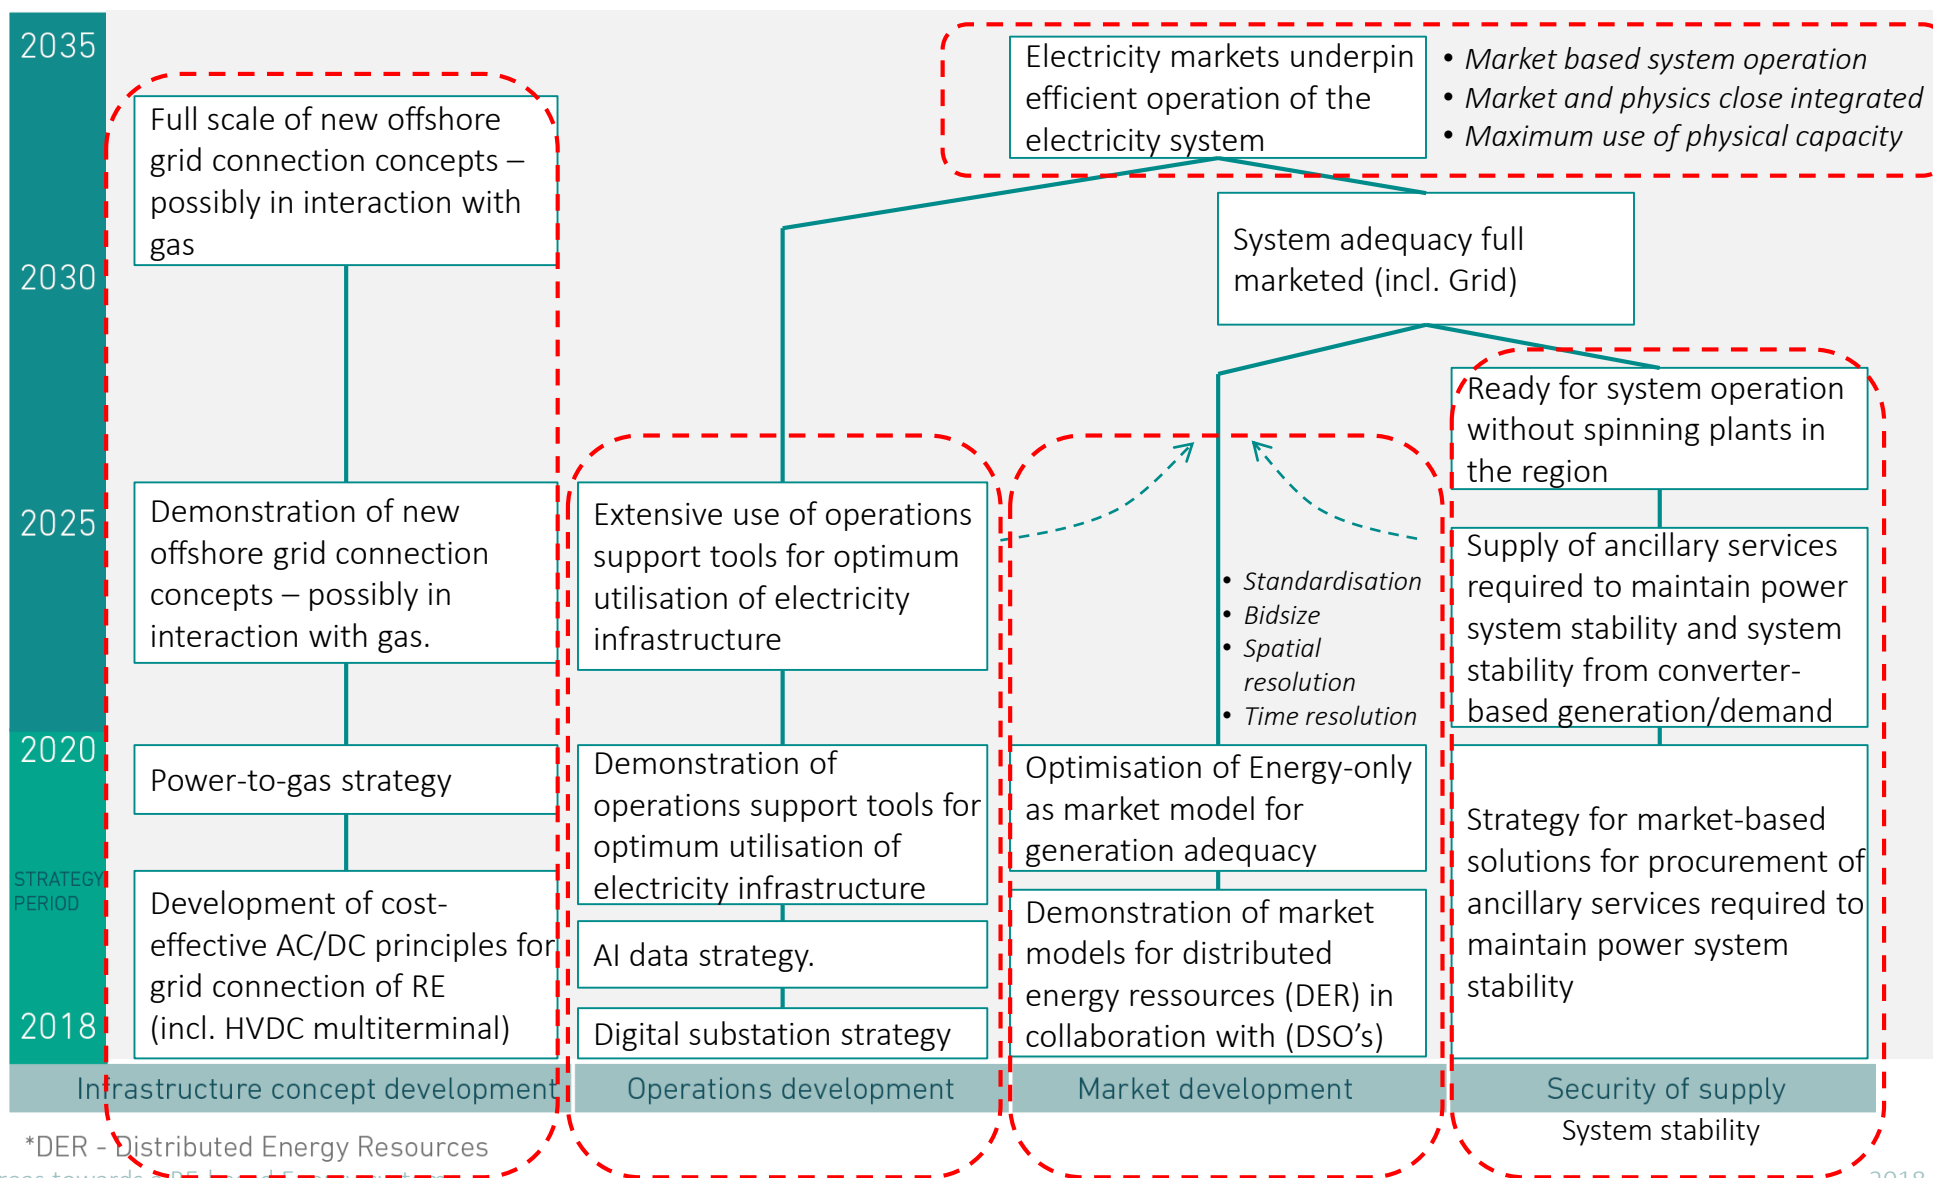 2035
2030
2025
2020
STRATEGY
PERIOD
2018
Full scale of new offshore
grid connection concepts –
possibly in interaction with
gas
Demonstration of new
offshore grid connection
concepts – possibly in
interaction with gas.
Power-to-gas strategy
Development of cost-
effective AC/DC principles for
grid connection of RE
(incl. HVDC multiterminal)
Infrastructure concept development
Extensive use of operations
support tools for optimum
utilisation of electricity
infrastructure
Demonstration of
operations support tools for
optimum utilisation of
electricity infrastructure
AI data strategy.
Digital substation strategy
Operations development
Electricity markets underpin
efficient operation of the
electricity system
• Market based system operation
• Market and physics close integrated
• Maximum use of physical capacity
System adequacy full
marketed (incl. Grid)
• Standardisation
• Bidsize
• Spatial
resolution
• Time resolution
Optimisation of Energy-only
as market model for
generation adequacy
Demonstration of market
models for distributed
energy ressources (DER) in
collaboration with (DSO’s)
Market development
Ready for system operation
without spinning plants in
the region
Supply of ancillary services
required to maintain power
system stability and system
stability from converter-
based generation/demand
Strategy for market-based
solutions for procurement of
ancillary services required to
maintain power system
stability
Security of supply
System stability
*DER - Distributed Energy Resources
towards
2018